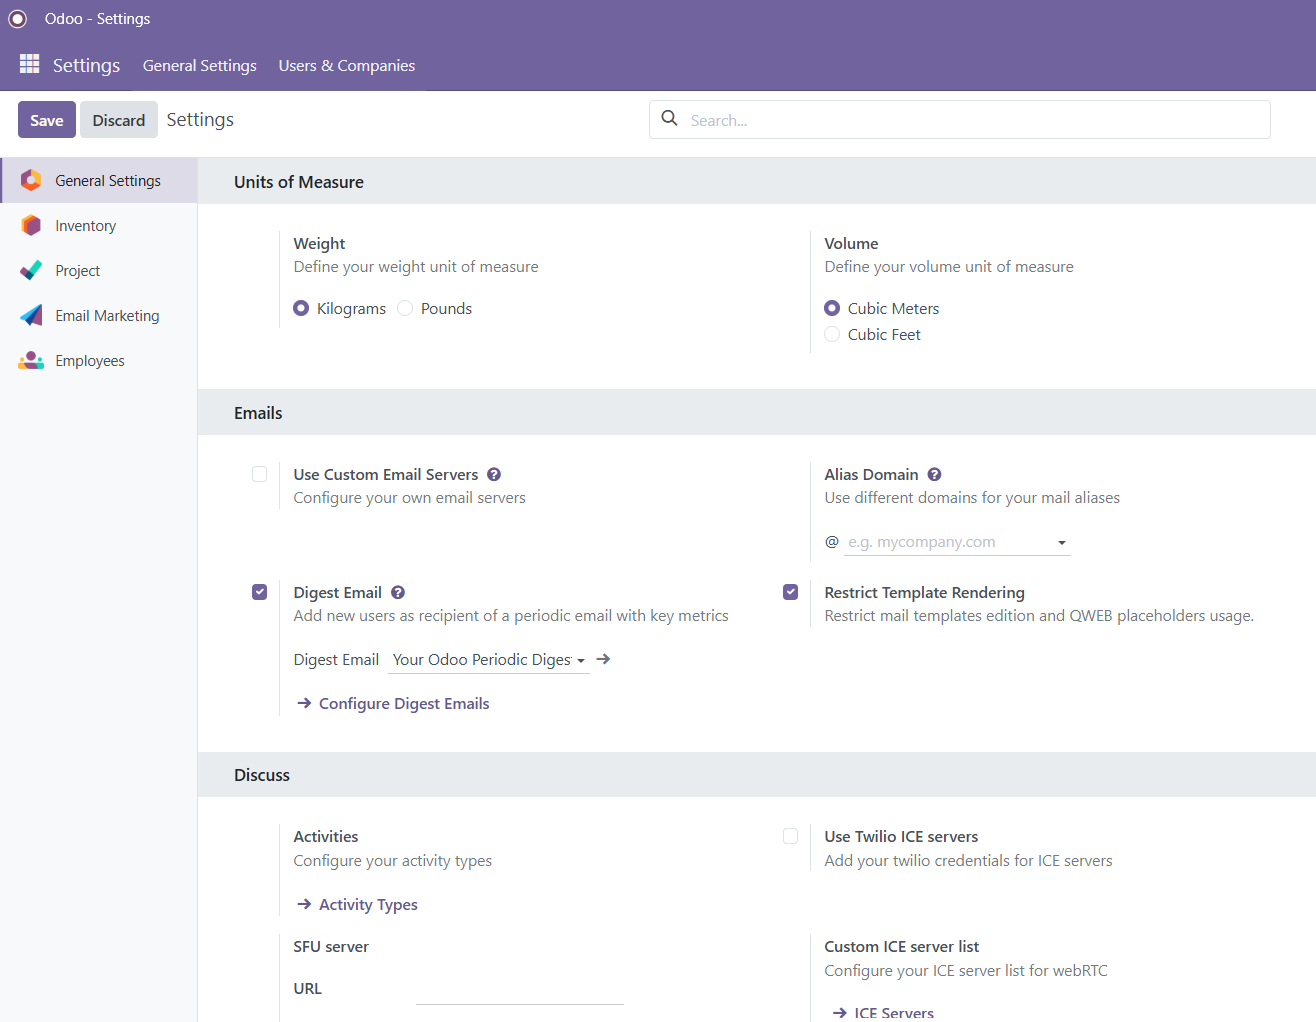 Odoo - Settings
Settings General Settings Users & Companies
Save Discard Settings Search...
General Settings
Inventory
Project
Email Marketing
Employees
Units of Measure
Weight
Define your weight unit of measure
Kilograms Pounds
Volume
Define your volume unit of measure
Cubic Meters
Cubic Feet
Emails
Use Custom Email Servers ?
Configure your own email servers
Alias Domain ?
Use different domains for your mail aliases
@ e.g. mycompany.com
Digest Email ?
Add new users as recipient of a periodic email with key metrics
Digest Email Your Odoo Periodic Diges
→ Configure Digest Emails
Restrict Template Rendering
Restrict mail templates edition and QWEB placeholders usage.
Discuss
Activities
Configure your activity types
→ Activity Types
Use Twilio ICE servers
Add your twilio credentials for ICE servers
SFU server
URL
Custom ICE server list
Configure your ICE server list for webRTC
→ ICE Servers